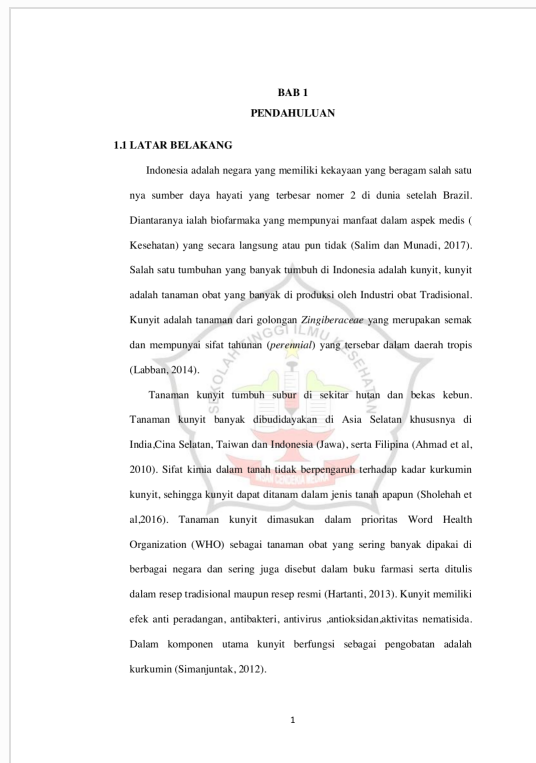 BAB 1
PENDAHULUAN
1.1 LATAR BELAKANG
Indonesia adalah negara yang memiliki kekayaan yang beragam salah satu
nya sumber daya hayati yang terbesar nomer 2 di dunia setelah Brazil.
Diantaranya ialah biofarmaka yang mempunyai manfaat dalam aspek medis (
Kesehatan) yang secara langsung atau pun tidak (Salim dan Munadi, 2017).
Salah satu tumbuhan yang banyak tumbuh di Indonesia adalah kunyit, kunyit
adalah tanaman obat yang banyak di produksi oleh Industri obat Tradisional.
Kunyit adalah tanaman dari golongan Zingiberaceae yang merupakan semak
dan mempunyai sifat tahunan (perennial) yang tersebar dalam daerah tropis
(Labban, 2014).
Tanaman kunyit tumbuh subur di sekitar hutan dan bekas kebun.
Tanaman kunyit banyak dibudidayakan di Asia Selatan khususnya di
India,Cina Selatan, Taiwan dan Indonesia (Jawa), serta Filipina (Ahmad et al,
2010). Sifat kimia dalam tanah tidak berpengaruh terhadap kadar kurkumin
kunyit, sehingga kunyit dapat ditanam dalam jenis tanah apapun (Sholehah et
al,2016). Tanaman kunyit dimasukan dalam prioritas Word Health
Organization (WHO) sebagai tanaman obat yang sering banyak dipakai di
berbagai negara dan sering juga disebut dalam buku farmasi serta ditulis
dalam resep tradisional maupun resep resmi (Hartanti, 2013). Kunyit memiliki
efek anti peradangan, antibakteri, antivirus ,antioksidan,aktivitas nematisida.
Dalam komponen utama kunyit berfungsi sebagai pengobatan adalah
kurkumin (Simanjuntak, 2012).
SEKOLAH TINGGI ILMU KESEHATAN
INSAN CENDEKIA MEDIKA
1